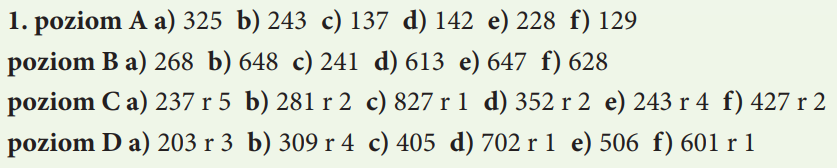 1. poziom A a) 325 b) 243 c) 137 d) 142 e) 228 f) 129
poziom B a) 268 b) 648 c) 241 d) 613 e) 647 f) 628
poziom C a) 237 r 5 b) 281 r 2 c) 827 r 1 d) 352 r 2 e) 243 r 4 f) 427 r 2
poziom D a) 203 r 3 b) 309 r 4 c) 405 d) 702 r 1 e) 506 f) 601 r 1